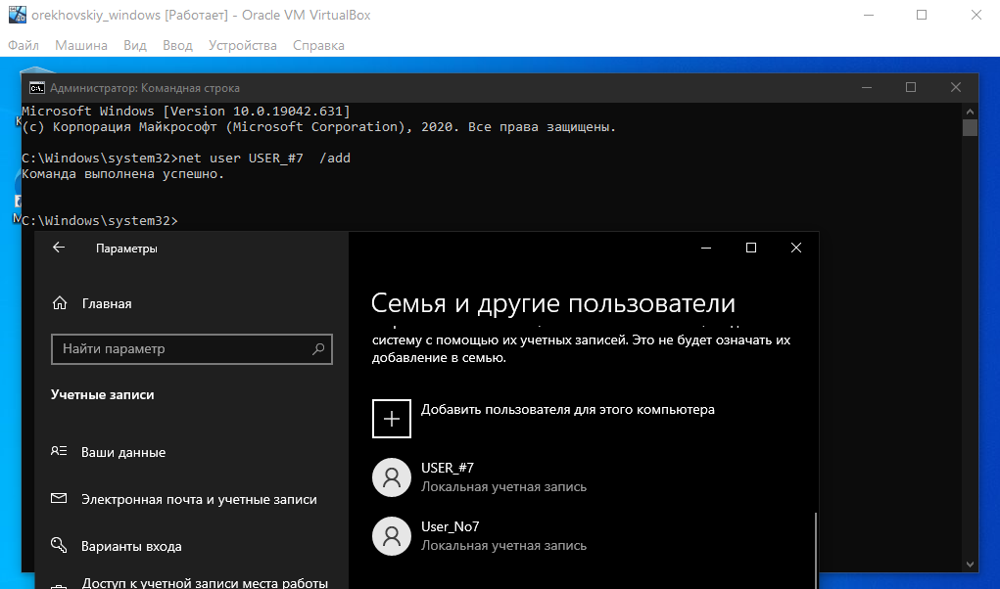 orekhovskiy_windows [Работает] - Oracle VM VirtualBox
Файл Машина Вид Ввод Устройства Справка
Администратор: Командная строка
Microsoft Windows [Version 10.0.19042.631]
(c) Корпорация Майкрософт (Microsoft Corporation), 2020. Все права защищены.
C:\Windows\system32>net user USER_#7  /add
Команда выполнена успешно.
C:\Windows\system32>
Параметры
Главная
Найти параметр
Учетные записи
Ваши данные
Электронная почта и учетные записи
Варианты входа
Доступ к учетной записи места работы
Семья и другие пользователи
систему с помощью их учетных записей. Это не будет означать их
добавление в семью.
Добавить пользователя для этого компьютера
USER_#7
Локальная учетная запись
User_No7
Локальная учетная запись